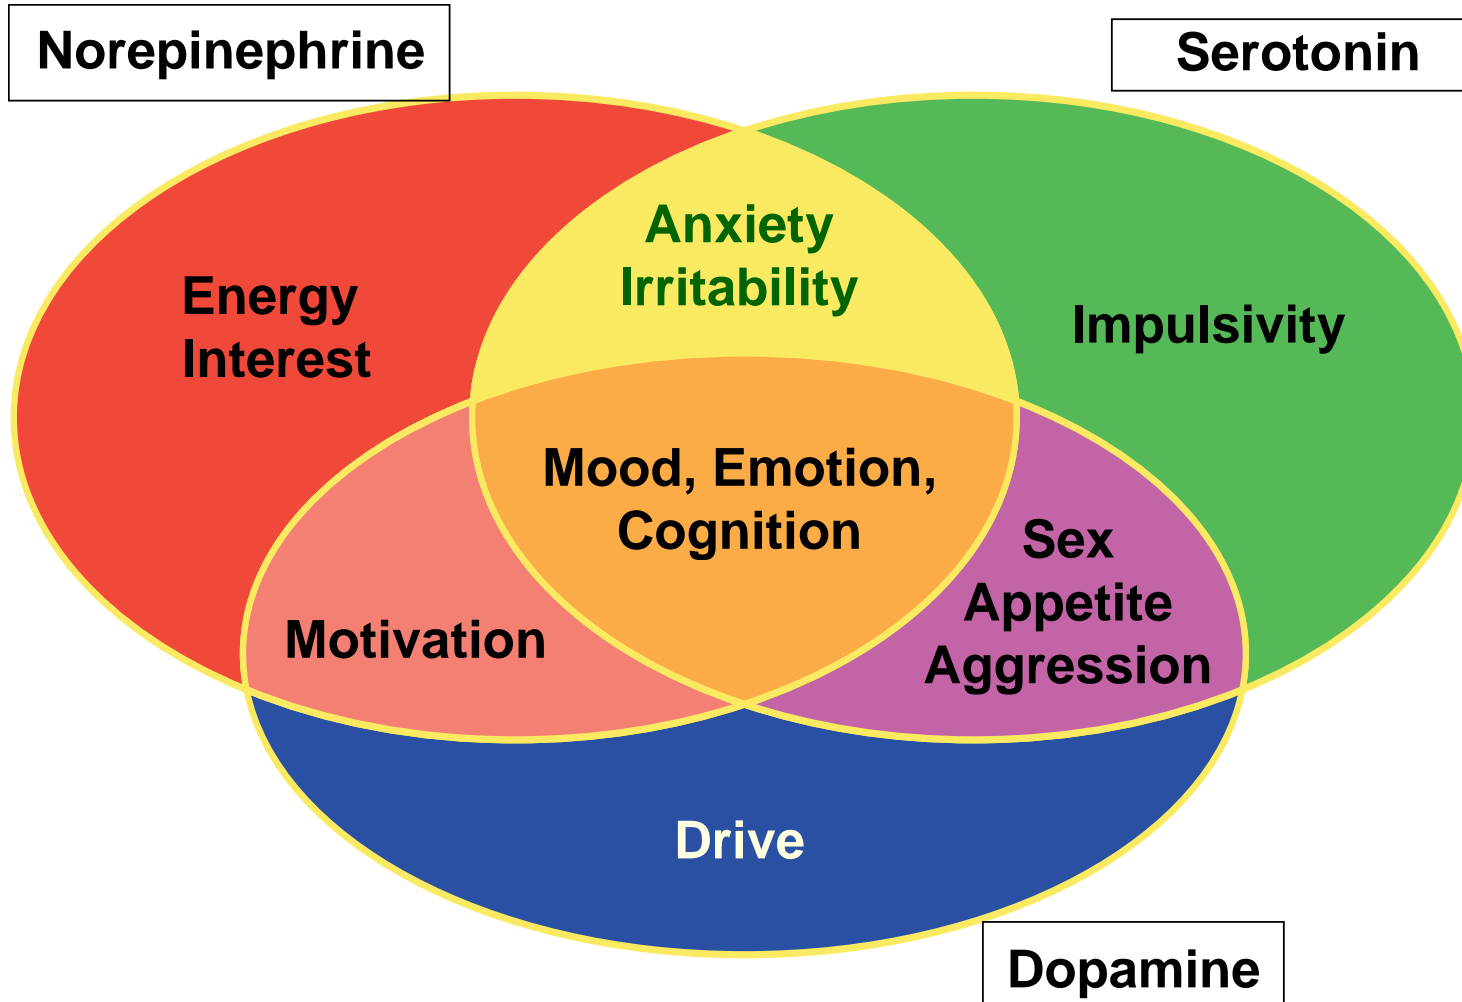 Norepinephrine
Serotonin
Anxiety
Irritability
Energy
Interest
Impulsivity
Mood, Emotion,
Cognition
Sex
Appetite
Aggression
Motivation
Drive
Dopamine